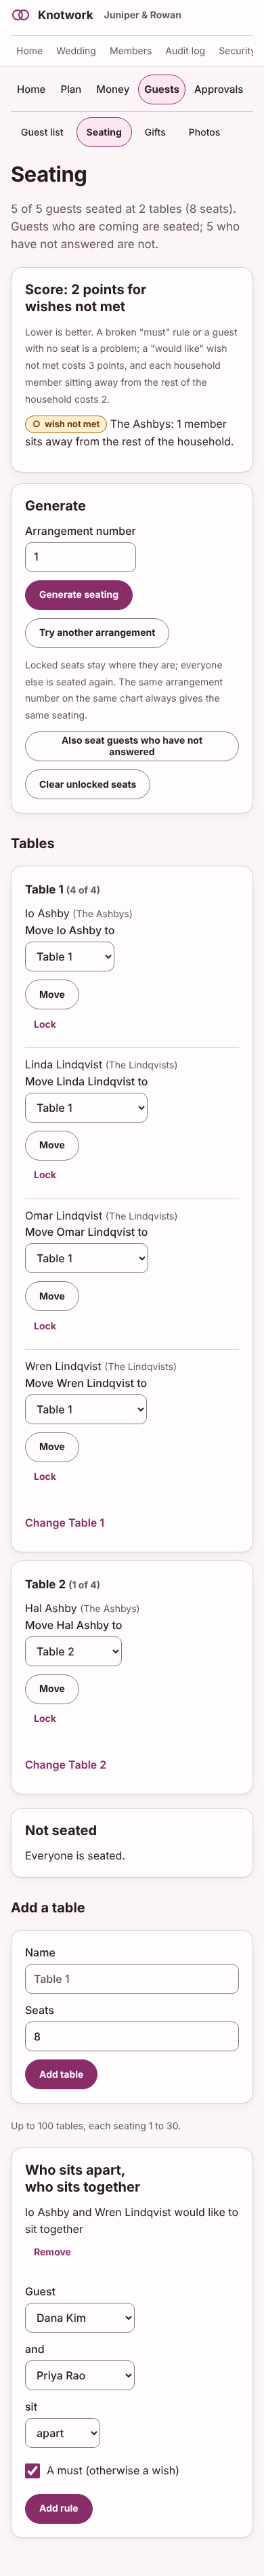 Knotwork Juniper & Rowan
Home Wedding Members Audit log Security
Home Plan Money Guests Approvals
Guest list Seating Gifts Photos
Seating
5 of 5 guests seated at 2 tables (8 seats).
Guests who are coming are seated; 5 who
have not answered are not.
Score: 2 points for
wishes not met
Lower is better. A broken "must" rule or a guest
with no seat is a problem; a "would like" wish
not met costs 3 points, and each household
member sitting away from the rest of the
household costs 2.
wish not met The Ashbys: 1 member
sits away from the rest of the household.
Generate
Arrangement number
1
Generate seating
Try another arrangement
Locked seats stay where they are; everyone
else is seated again. The same arrangement
number on the same chart always gives the
same seating.
Also seat guests who have not
answered
Clear unlocked seats
Tables
Table 1 (4 of 4)
Io Ashby (The Ashbys)
Move Io Ashby to
Table 1
Move
Lock
Linda Lindqvist (The Lindqvists)
Move Linda Lindqvist to
Table 1
Move
Lock
Omar Lindqvist (The Lindqvists)
Move Omar Lindqvist to
Table 1
Move
Lock
Wren Lindqvist (The Lindqvists)
Move Wren Lindqvist to
Table 1
Move
Lock
Change Table 1
Table 2 (1 of 4)
Hal Ashby (The Ashbys)
Move Hal Ashby to
Table 2
Move
Lock
Change Table 2
Not seated
Everyone is seated.
Add a table
Name
Table 1
Seats
8
Add table
Up to 100 tables, each seating 1 to 30.
Who sits apart,
who sits together
Io Ashby and Wren Lindqvist would like to
sit together
Remove
Guest
Dana Kim
and
Priya Rao
sit
apart
A must (otherwise a wish)
Add rule